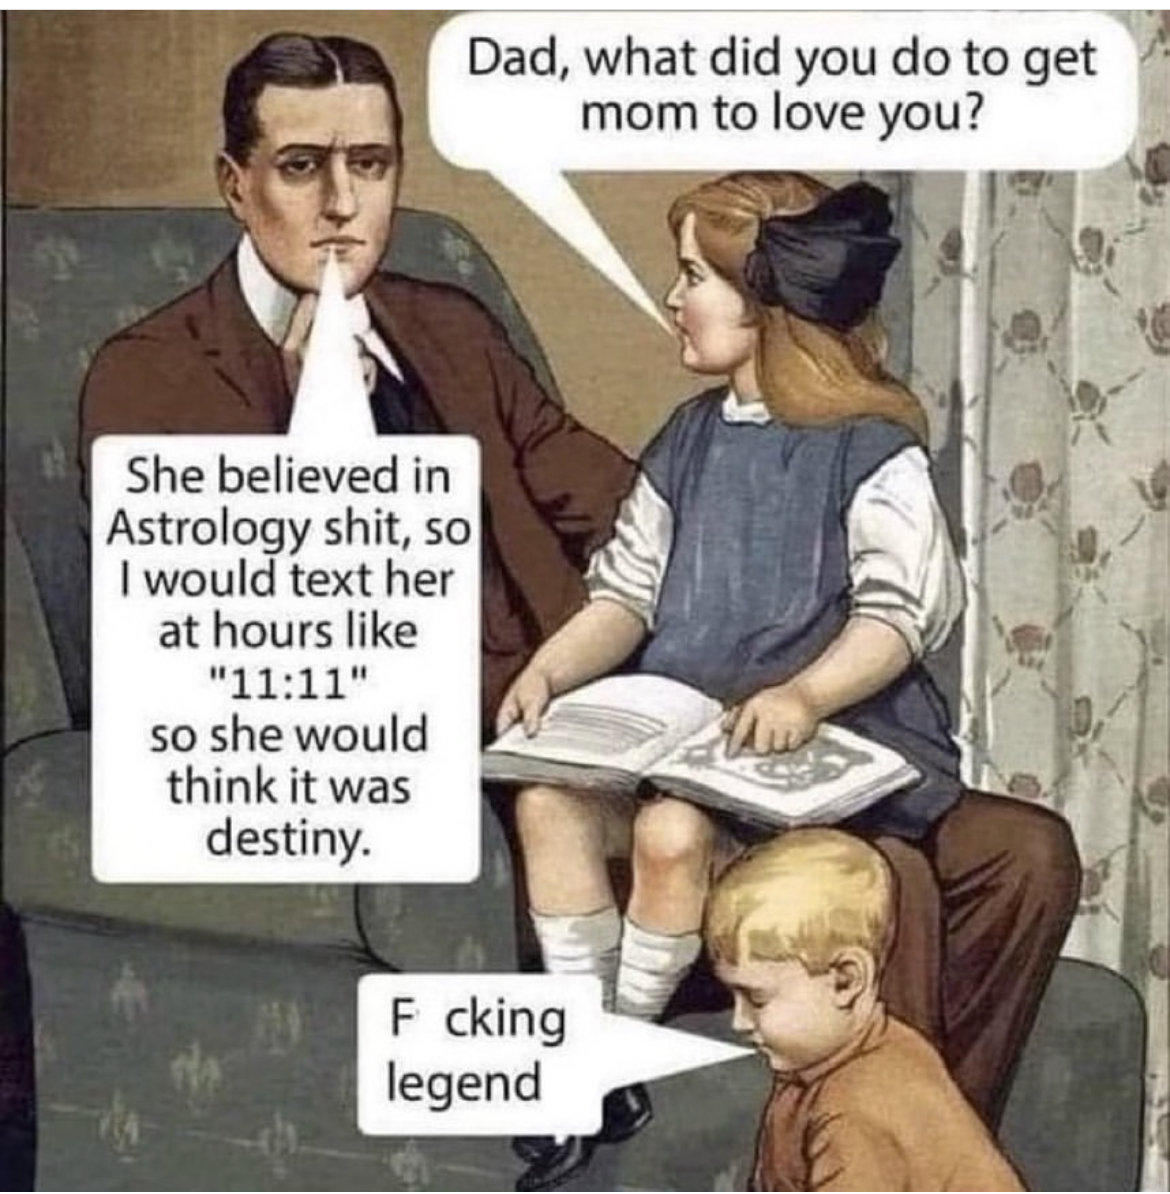 Dad, what did you do to get
mom to love you?
She believed in
Astrology shit, so
I would text her
at hours like
"11:11"
so she would
think it was
destiny.
F cking
legend